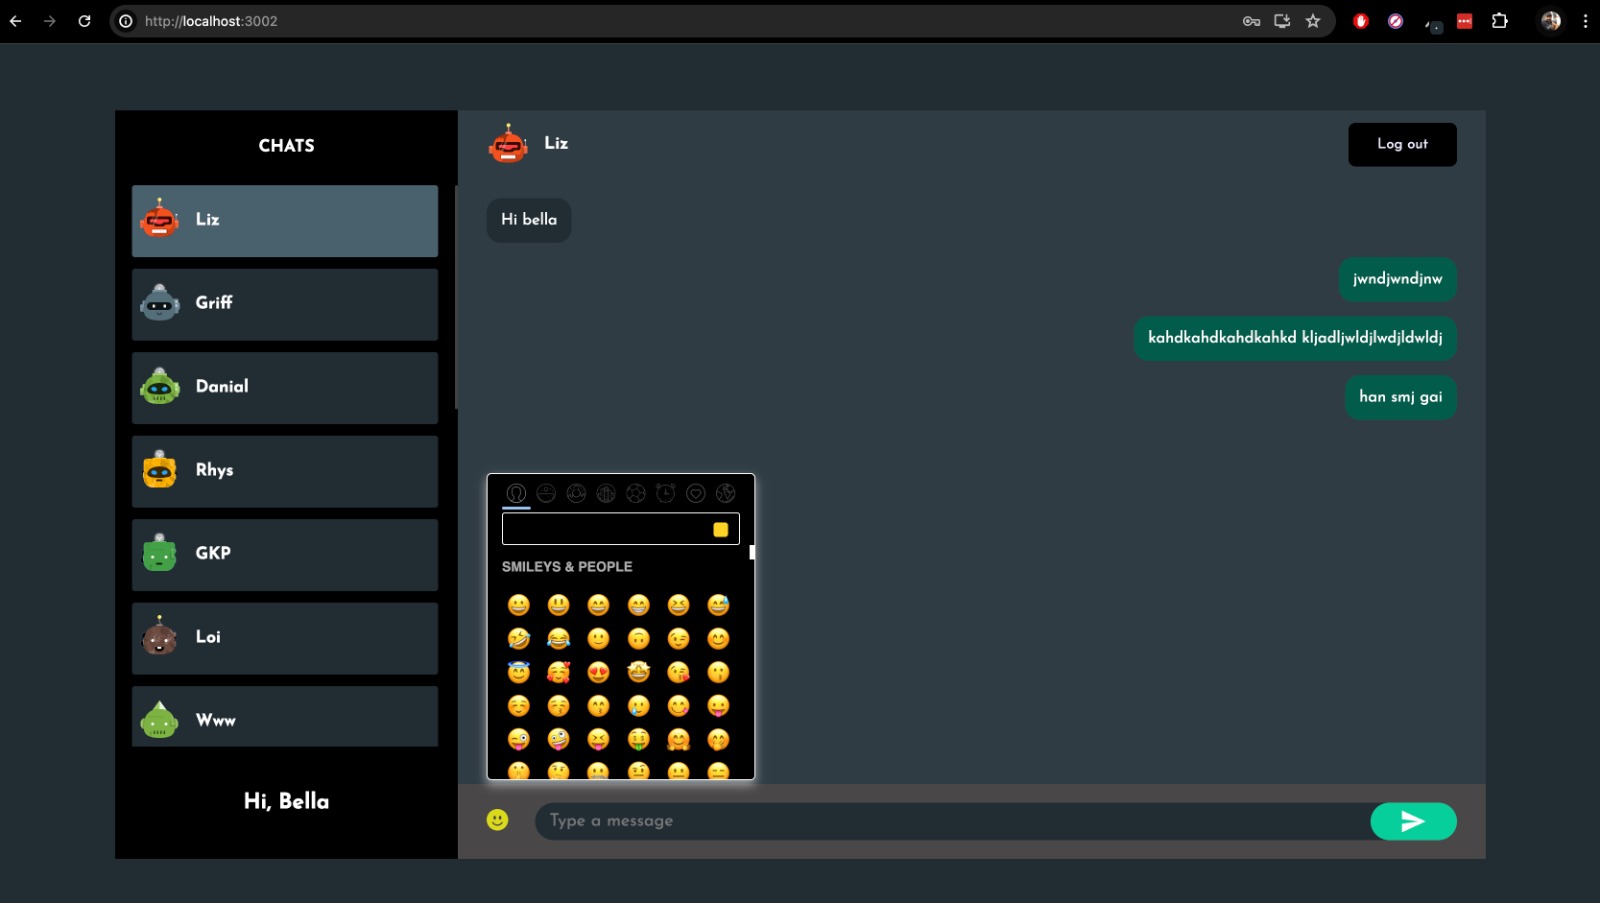 http://localhost:3002
CHATS
Liz
Griff
Danial
Rhys
GKP
Loi
Www
Hi, Bella
Liz
Log out
Hi bella
jwndjwndjnw
kahdkahdkahdkahkd kljadljwldjlwdjldwldj
han smj gai
SMILEYS & PEOPLE
Type a message